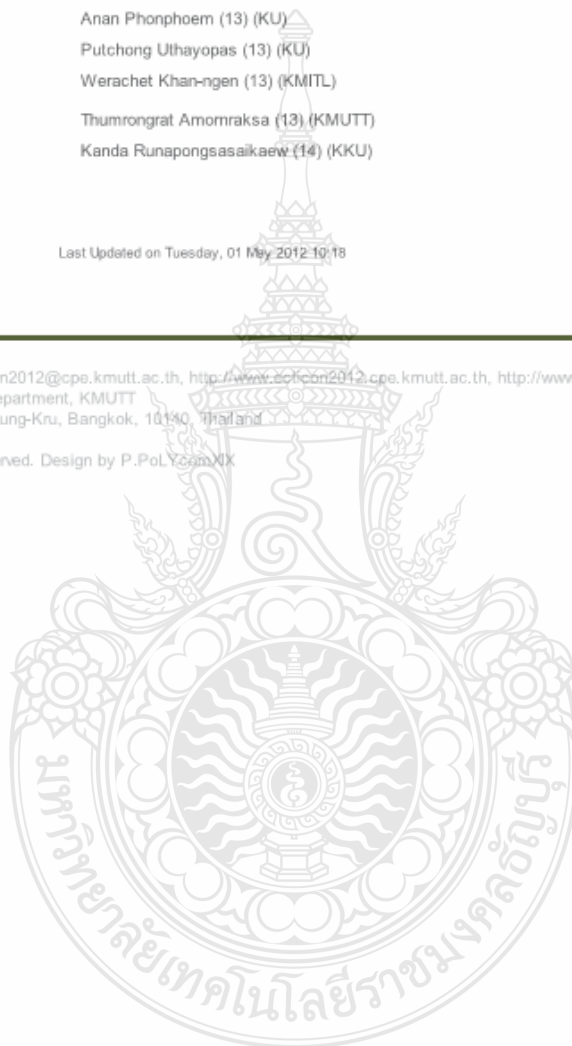 Anan Phonphoem (13) (KU)
Putchong Uthayopas (13) (KU)
Werachet Khan-ngen (13) (KMITL)
Thumrongrat Amornraksa (13) (KMUTT)
Kanda Runapongsasaikaew (14) (KKU)
Last Updated on Tuesday, 01 May 2012 10:18
n2012@cpe.kmutt.ac.th, http://www.ecticon2012.cpe.kmutt.ac.th, http://www
epartment, KMUTT
ung-Kru, Bangkok, 10140, Thailand
rved. Design by P.PoLYcomXIX
มหาวิทยาลัยเทคโนโลยีราชมงคลธัญบุรี